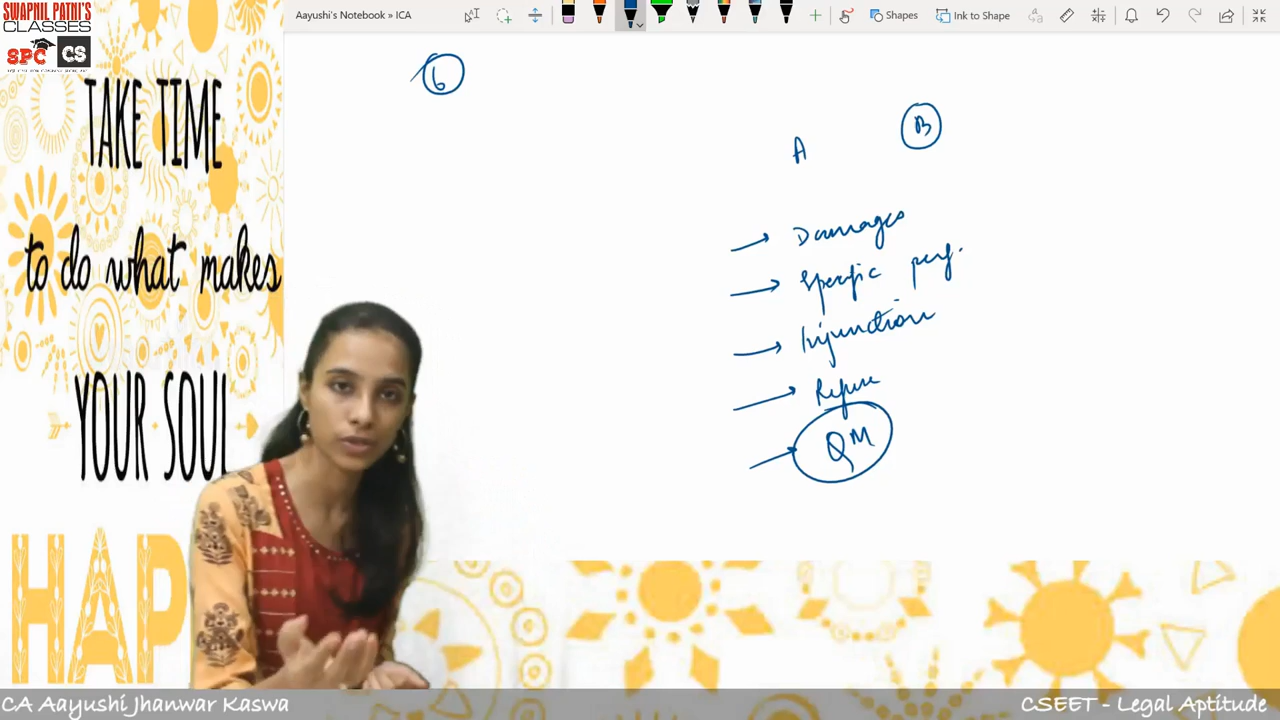 SWAPNIL PATNI'S
CLASSES
SPC CS
Aayushi's Notebook » ICA
Shapes
Ink to Shape
TAKE TIME
to do what makes
YOUR SOUL
HAP
6
A
B
Damages
Specific perf.
Injunction
QM
CA Aayushi Jhanwar Kaswa
CSEET - Legal Aptitude